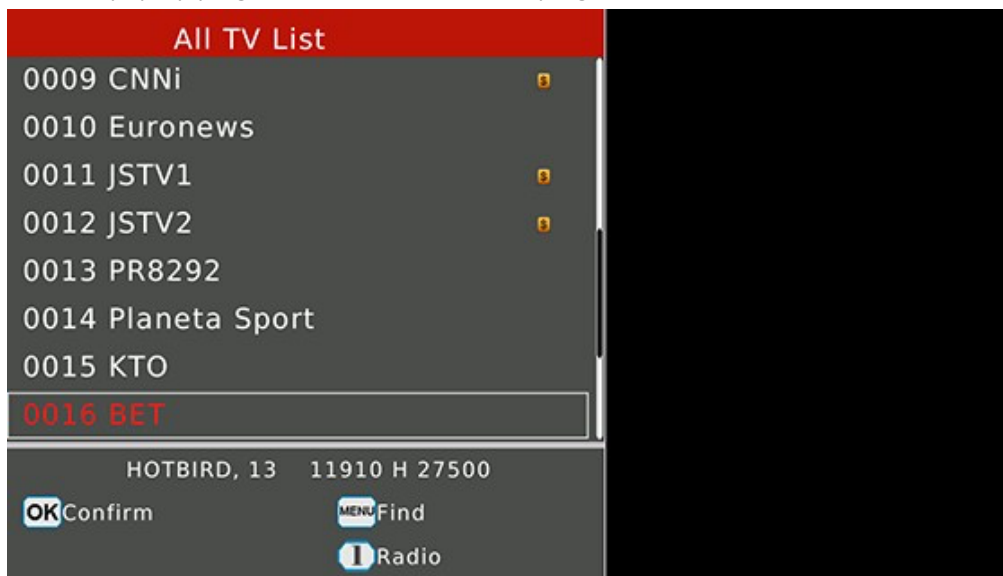 All TV List
0009 CNNi $
0010 Euronews
0011 JSTV1 $
0012 JSTV2 $
0013 PR8292
0014 Planeta Sport
0015 KTO
0016 BET
HOTBIRD, 13 11910 H 27500
OK Confirm MENU Find
I Radio